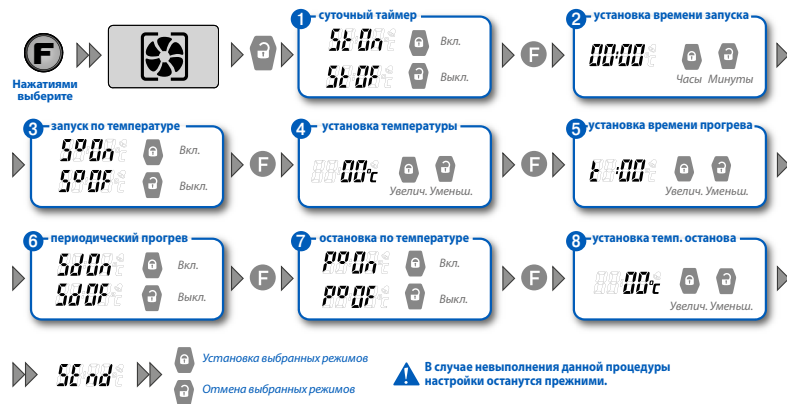 F
Нажатиями
выберите
1 суточный таймер
St On Вкл.
St OF Выкл.
F
2 установка времени запуска
00:00
Часы Минуты
3 запуск по температуре
S° On Вкл.
S° OF Выкл.
F
4 установка температуры
00°c
Увелич. Уменьш.
F
5 установка времени прогрева
t :00
Увелич. Уменьш.
6 периодический прогрев
Sd On Вкл.
Sd OF Выкл.
F
7 остановка по температуре
P° On Вкл.
P° OF Выкл.
F
8 установка темп. останова
00°c
Увелич. Уменьш.
SEnd
Установка выбранных режимов
Отмена выбранных режимов
В случае невыполнения данной процедуры
настройки останутся прежними.